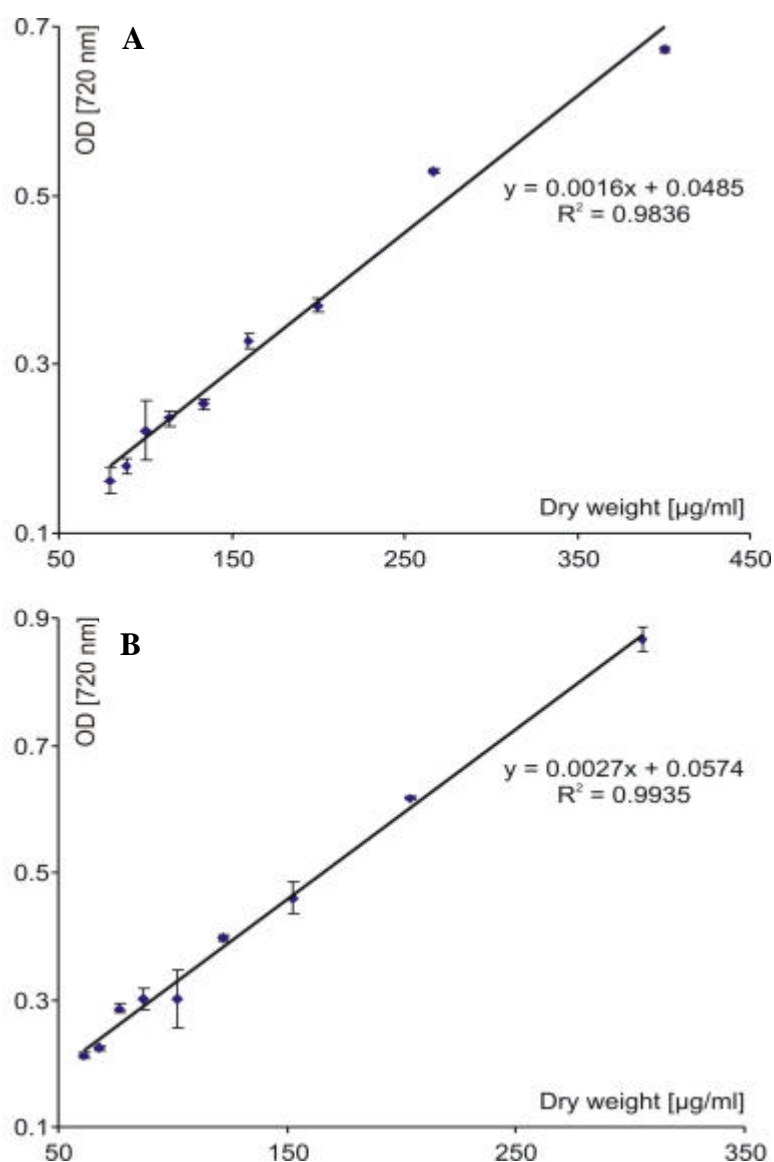 0.7
A
OD [720 nm]
0.5
y = 0.0016x + 0.0485
R² = 0.9836
0.3
Dry weight [µg/ml]
0.1
50
150
250
350
450
0.9
B
OD [720 nm]
0.7
y = 0.0027x + 0.0574
R² = 0.9935
0.5
0.3
Dry weight [µg/ml]
0.1
50
150
250
350